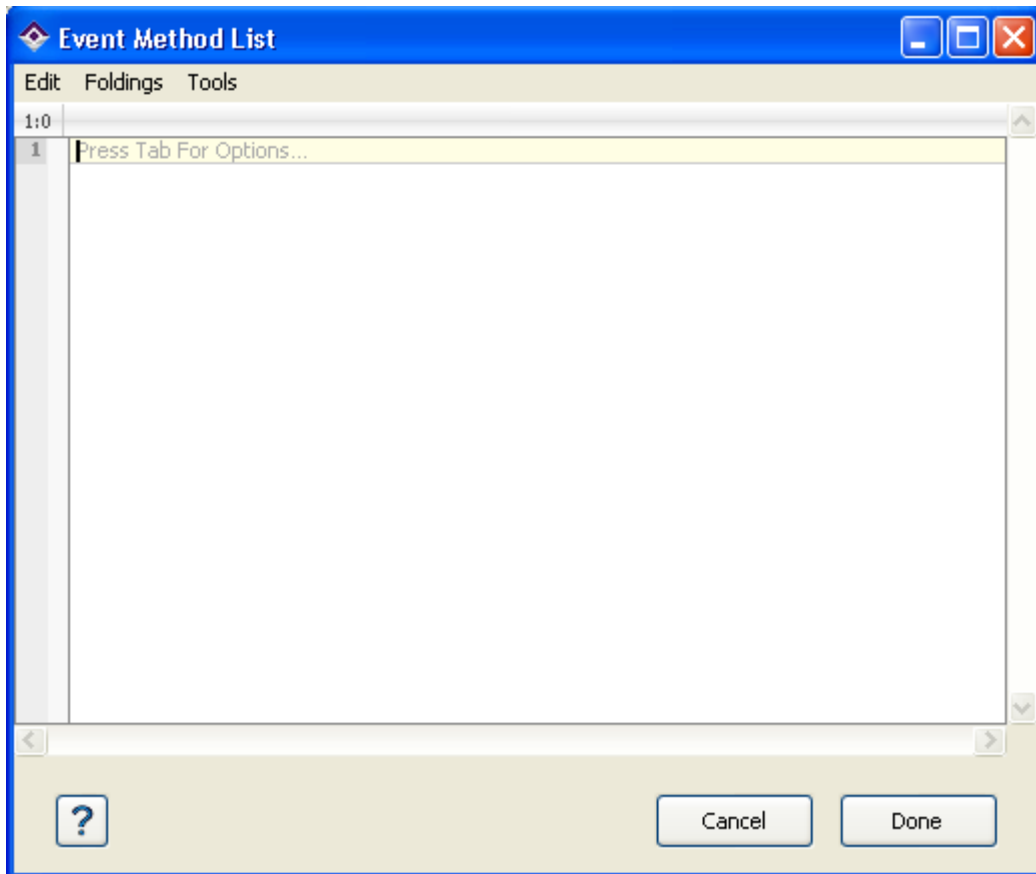 Event Method List
Edit Foldings Tools
1:0
1 Press Tab For Options...
?
Cancel Done